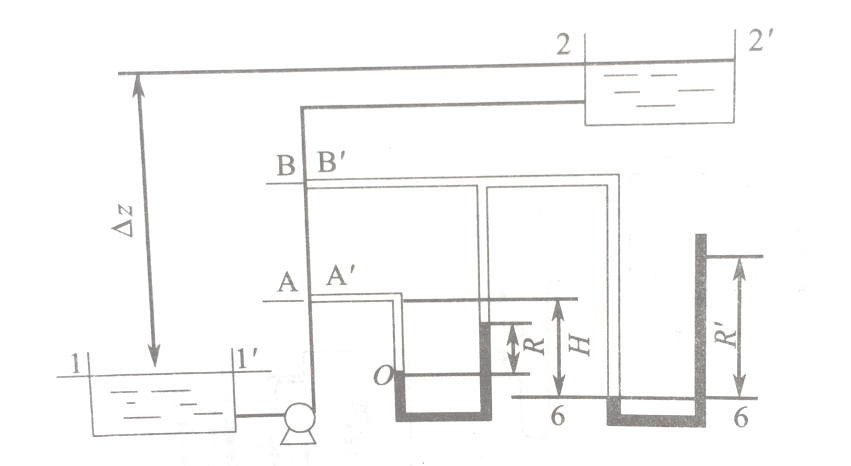 2 2′
B B′
Δz
A A′
R H R′
1 1′
O
6 6